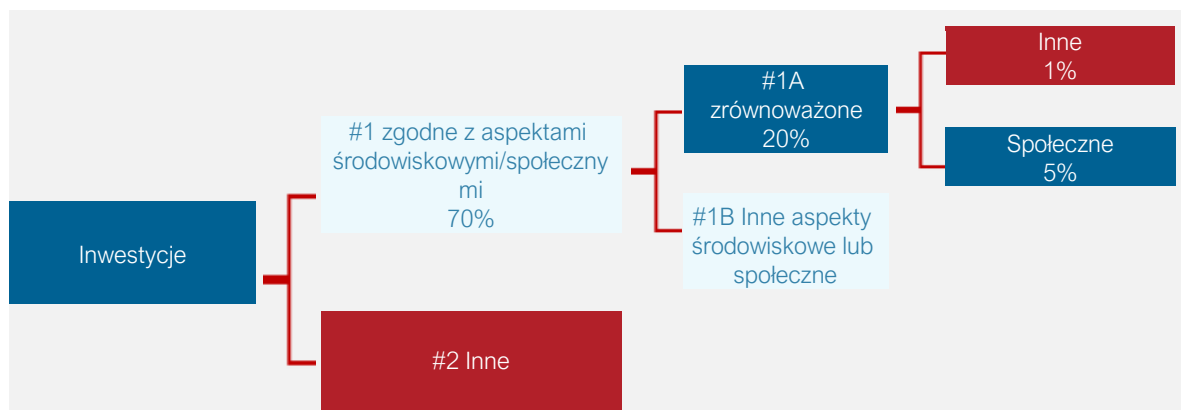 Inwestycje
#1 zgodne z aspektami
środowiskowymi/społeczny
mi
70%
#2 Inne
#1A
zrównoważone
20%
#1B Inne aspekty
środowiskowe lub
społeczne
Inne
1%
Społeczne
5%